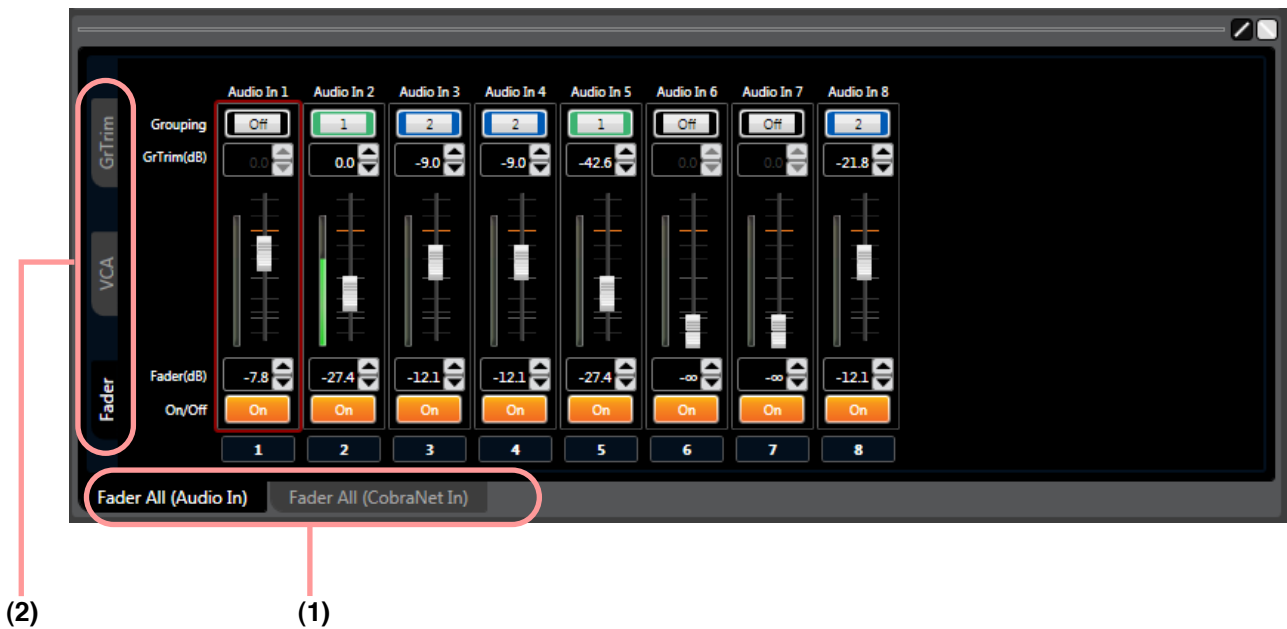 Audio In 1 Audio In 2 Audio In 3 Audio In 4 Audio In 5 Audio In 6 Audio In 7 Audio In 8
Grouping Off 1 2 2 1 Off Off 2
GrTrim(dB) 0.0 0.0 -9.0 -9.0 -42.6 0.0 0.0 -21.8
GrTrim
VCA
Fader
Fader(dB) -7.8 -27.4 -12.1 -12.1 -27.4 -∞ -∞ -12.1
On/Off On On On On On On On On
1 2 3 4 5 6 7 8
Fader All (Audio In) Fader All (CobraNet In)
(2) (1)